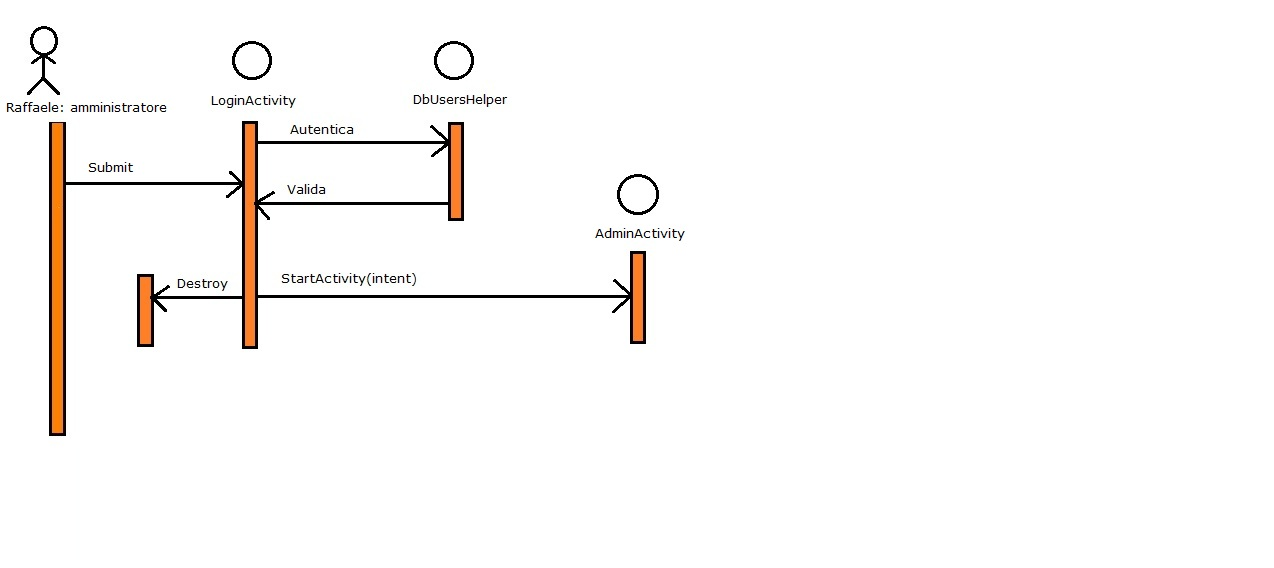 Raffaele: amministratore
LoginActivity
DbUsersHelper
Autentica
Submit
Valida
AdminActivity
Destroy
StartActivity(intent)